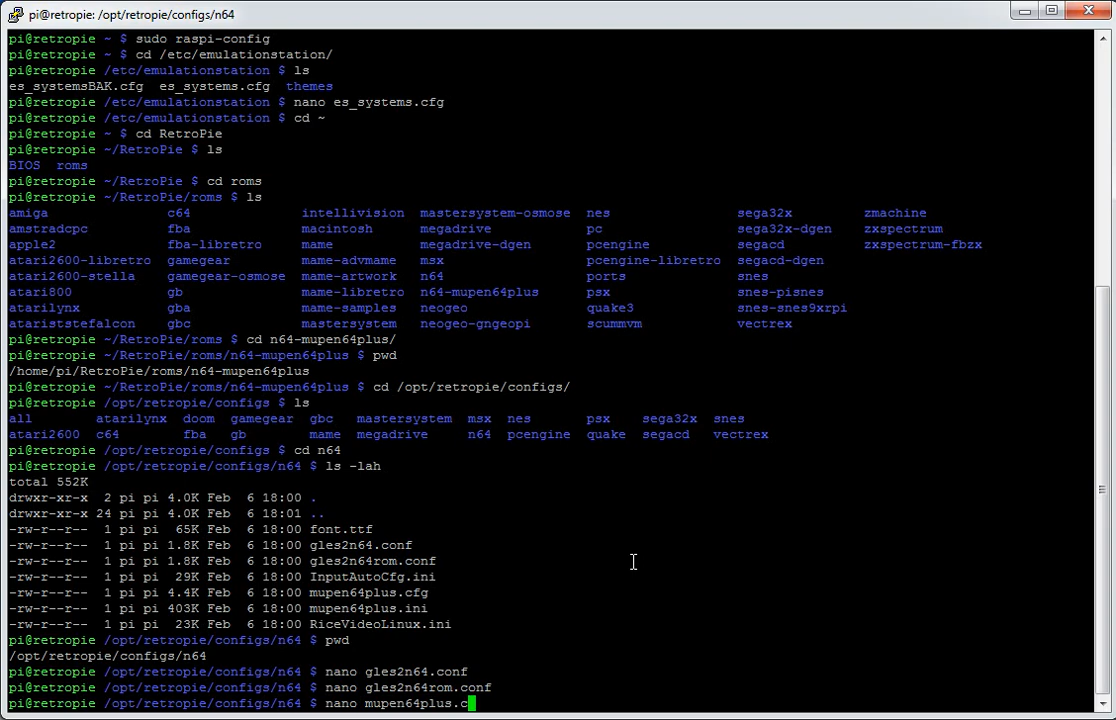 pi@retropie: /opt/retropie/configs/n64
pi@retropie ~ $ sudo raspi-config
pi@retropie ~ $ cd /etc/emulationstation/
pi@retropie /etc/emulationstation $ ls
es_systemsBAK.cfg  es_systems.cfg  themes
pi@retropie /etc/emulationstation $ nano es_systems.cfg
pi@retropie /etc/emulationstation $ cd ~
pi@retropie ~ $ cd RetroPie
pi@retropie ~/RetroPie $ ls
BIOS  roms
pi@retropie ~/RetroPie $ cd roms
pi@retropie ~/RetroPie/roms $ ls
amiga  c64  intellivision  mastersystem-osmose  nes  sega32x  zmachine
amstradcpc  fba  macintosh  megadrive  pc  sega32x-dgen  zxspectrum
apple2  fba-libretro  mame  megadrive-dgen  pcengine  segacd  zxspectrum-fbzx
atari2600-libretro  gamegear  mame-advmame  msx  pcengine-libretro  segacd-dgen
atari2600-stella  gamegear-osmose  mame-artwork  n64  ports  snes
atari800  gb  mame-libretro  n64-mupen64plus  psx  snes-pisnes
atarilynx  gba  mame-samples  neogeo  quake3  snes-snes9xrpi
atariststefalcon  gbc  mastersystem  neogeo-gngeopi  scummvm  vectrex
pi@retropie ~/RetroPie/roms $ cd n64-mupen64plus/
pi@retropie ~/RetroPie/roms/n64-mupen64plus $ pwd
/home/pi/RetroPie/roms/n64-mupen64plus
pi@retropie ~/RetroPie/roms/n64-mupen64plus $ cd /opt/retropie/configs/
pi@retropie /opt/retropie/configs $ ls
all  atarilynx  doom  gamegear  gbc  mastersystem  msx  nes  psx  sega32x  snes
atari2600  c64  fba  gb  mame  megadrive  n64  pcengine  quake  segacd  vectrex
pi@retropie /opt/retropie/configs $ cd n64
pi@retropie /opt/retropie/configs/n64 $ ls -lah
total 552K
drwxr-xr-x  2 pi pi 4.0K Feb  6 18:00 .
drwxr-xr-x 24 pi pi 4.0K Feb  6 18:01 ..
-rw-r--r--  1 pi pi  65K Feb  6 18:00 font.ttf
-rw-r--r--  1 pi pi 1.8K Feb  6 18:00 gles2n64.conf
-rw-r--r--  1 pi pi 1.8K Feb  6 18:00 gles2n64rom.conf
-rw-r--r--  1 pi pi  29K Feb  6 18:00 InputAutoCfg.ini
-rw-r--r--  1 pi pi 4.4K Feb  6 18:00 mupen64plus.cfg
-rw-r--r--  1 pi pi 403K Feb  6 18:00 mupen64plus.ini
-rw-r--r--  1 pi pi  23K Feb  6 18:00 RiceVideoLinux.ini
pi@retropie /opt/retropie/configs/n64 $ pwd
/opt/retropie/configs/n64
pi@retropie /opt/retropie/configs/n64 $ nano gles2n64.conf
pi@retropie /opt/retropie/configs/n64 $ nano gles2n64rom.conf
pi@retropie /opt/retropie/configs/n64 $ nano mupen64plus.c